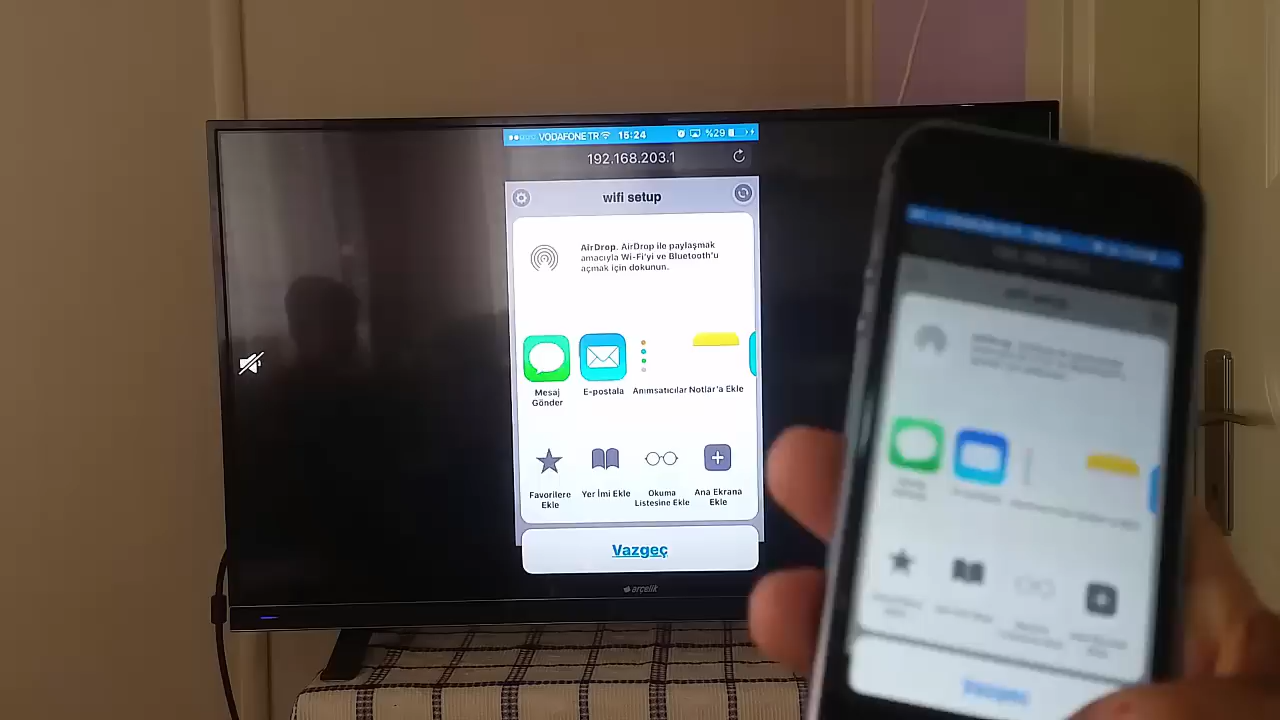 VODAFONE TR 15:24 %29
192.168.203.1
wifi setup
AirDrop. AirDrop ile paylaşmak
amacıyla Wi-Fi'yi ve Bluetooth'u
açmak için dokunun.
Mesaj
Gönder
E-postala
Anımsatıcılar
Notlar'a Ekle
Favorilere
Ekle
Yer İmi Ekle
Okuma
Listesine Ekle
Ana Ekrana
Ekle
Vazgeç
arçelik